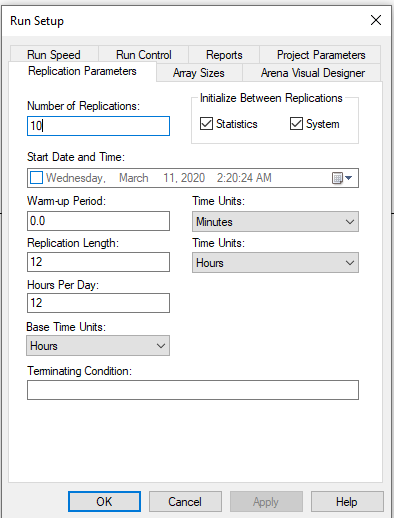 Run Setup
Run Speed Run Control Reports Project Parameters
Replication Parameters Array Sizes Arena Visual Designer
Number of Replications:
10
Initialize Between Replications
Statistics System
Start Date and Time:
Wednesday, March 11, 2020 2:20:24 AM
Warm-up Period: Time Units:
0.0 Minutes
Replication Length: Time Units:
12 Hours
Hours Per Day:
12
Base Time Units:
Hours
Terminating Condition:
OK Cancel Apply Help